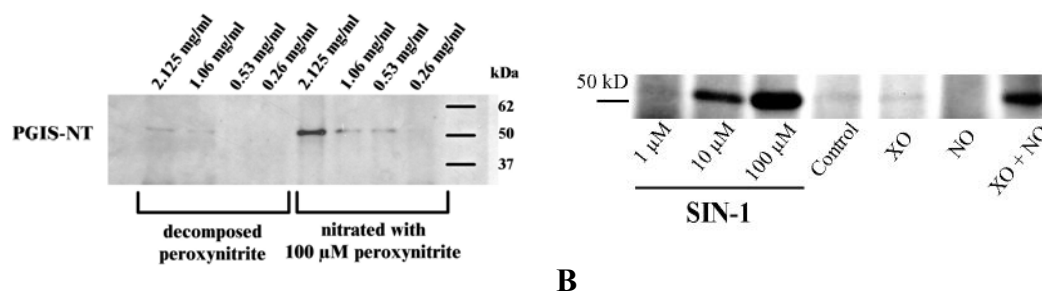 2.125 mg/ml
1.06 mg/ml
0.53 mg/ml
0.26 mg/ml
2.125 mg/ml
1.06 mg/ml
0.53 mg/ml
0.26 mg/ml
kDa
62
PGIS-NT
50
37
decomposed
peroxynitrite
nitrated with
100 µM peroxynitrite
50 kD
1 µM
10 µM
100 µM
Control
XO
NO
XO + NO
SIN-1
B